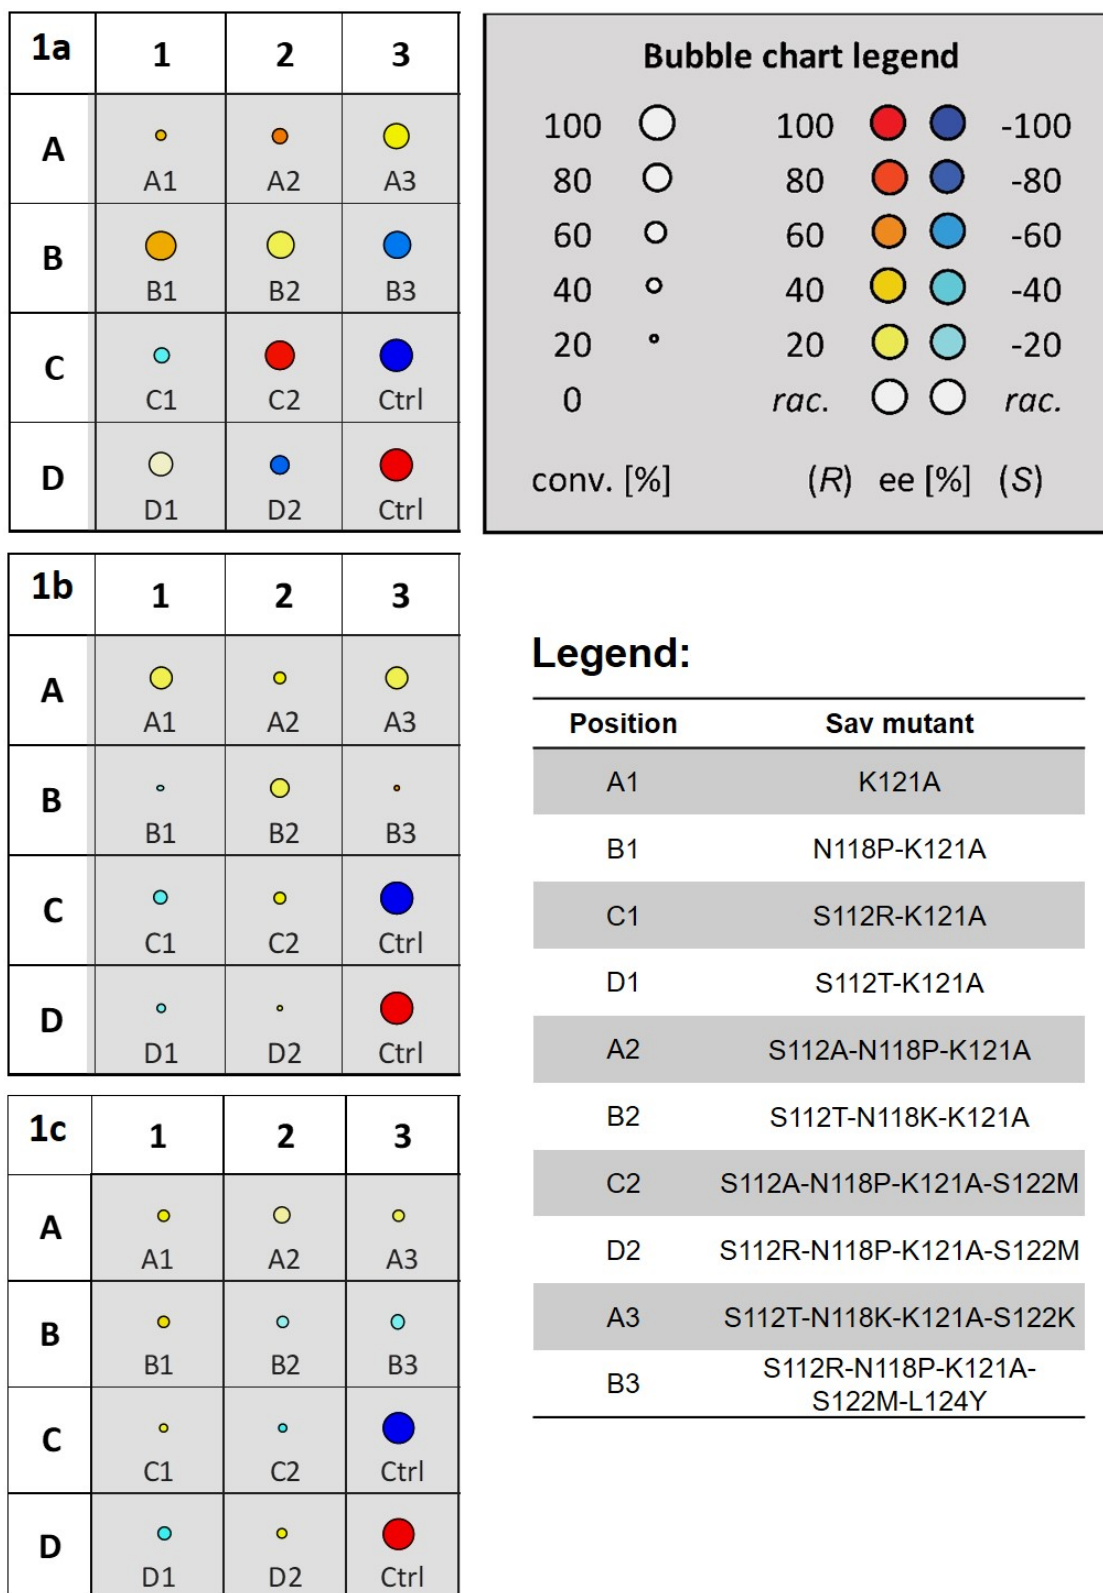 1a 1 2 3
A
A1 A2 A3
B
B1 B2 B3
C
C1 C2 Ctrl
D
D1 D2 Ctrl
Bubble chart legend
100 100 -100
80 80 -80
60 60 -60
40 40 -40
20 20 -20
0 rac. rac.
conv. [%] (R) ee [%] (S)
1b 1 2 3
A
A1 A2 A3
B
B1 B2 B3
C
C1 C2 Ctrl
D
D1 D2 Ctrl
1c 1 2 3
A
A1 A2 A3
B
B1 B2 B3
C
C1 C2 Ctrl
D
D1 D2 Ctrl
Legend:
Position Sav mutant
A1 K121A
B1 N118P-K121A
C1 S112R-K121A
D1 S112T-K121A
A2 S112A-N118P-K121A
B2 S112T-N118K-K121A
C2 S112A-N118P-K121A-S122M
D2 S112R-N118P-K121A-S122M
A3 S112T-N118K-K121A-S122K
B3 S112R-N118P-K121A-
S122M-L124Y